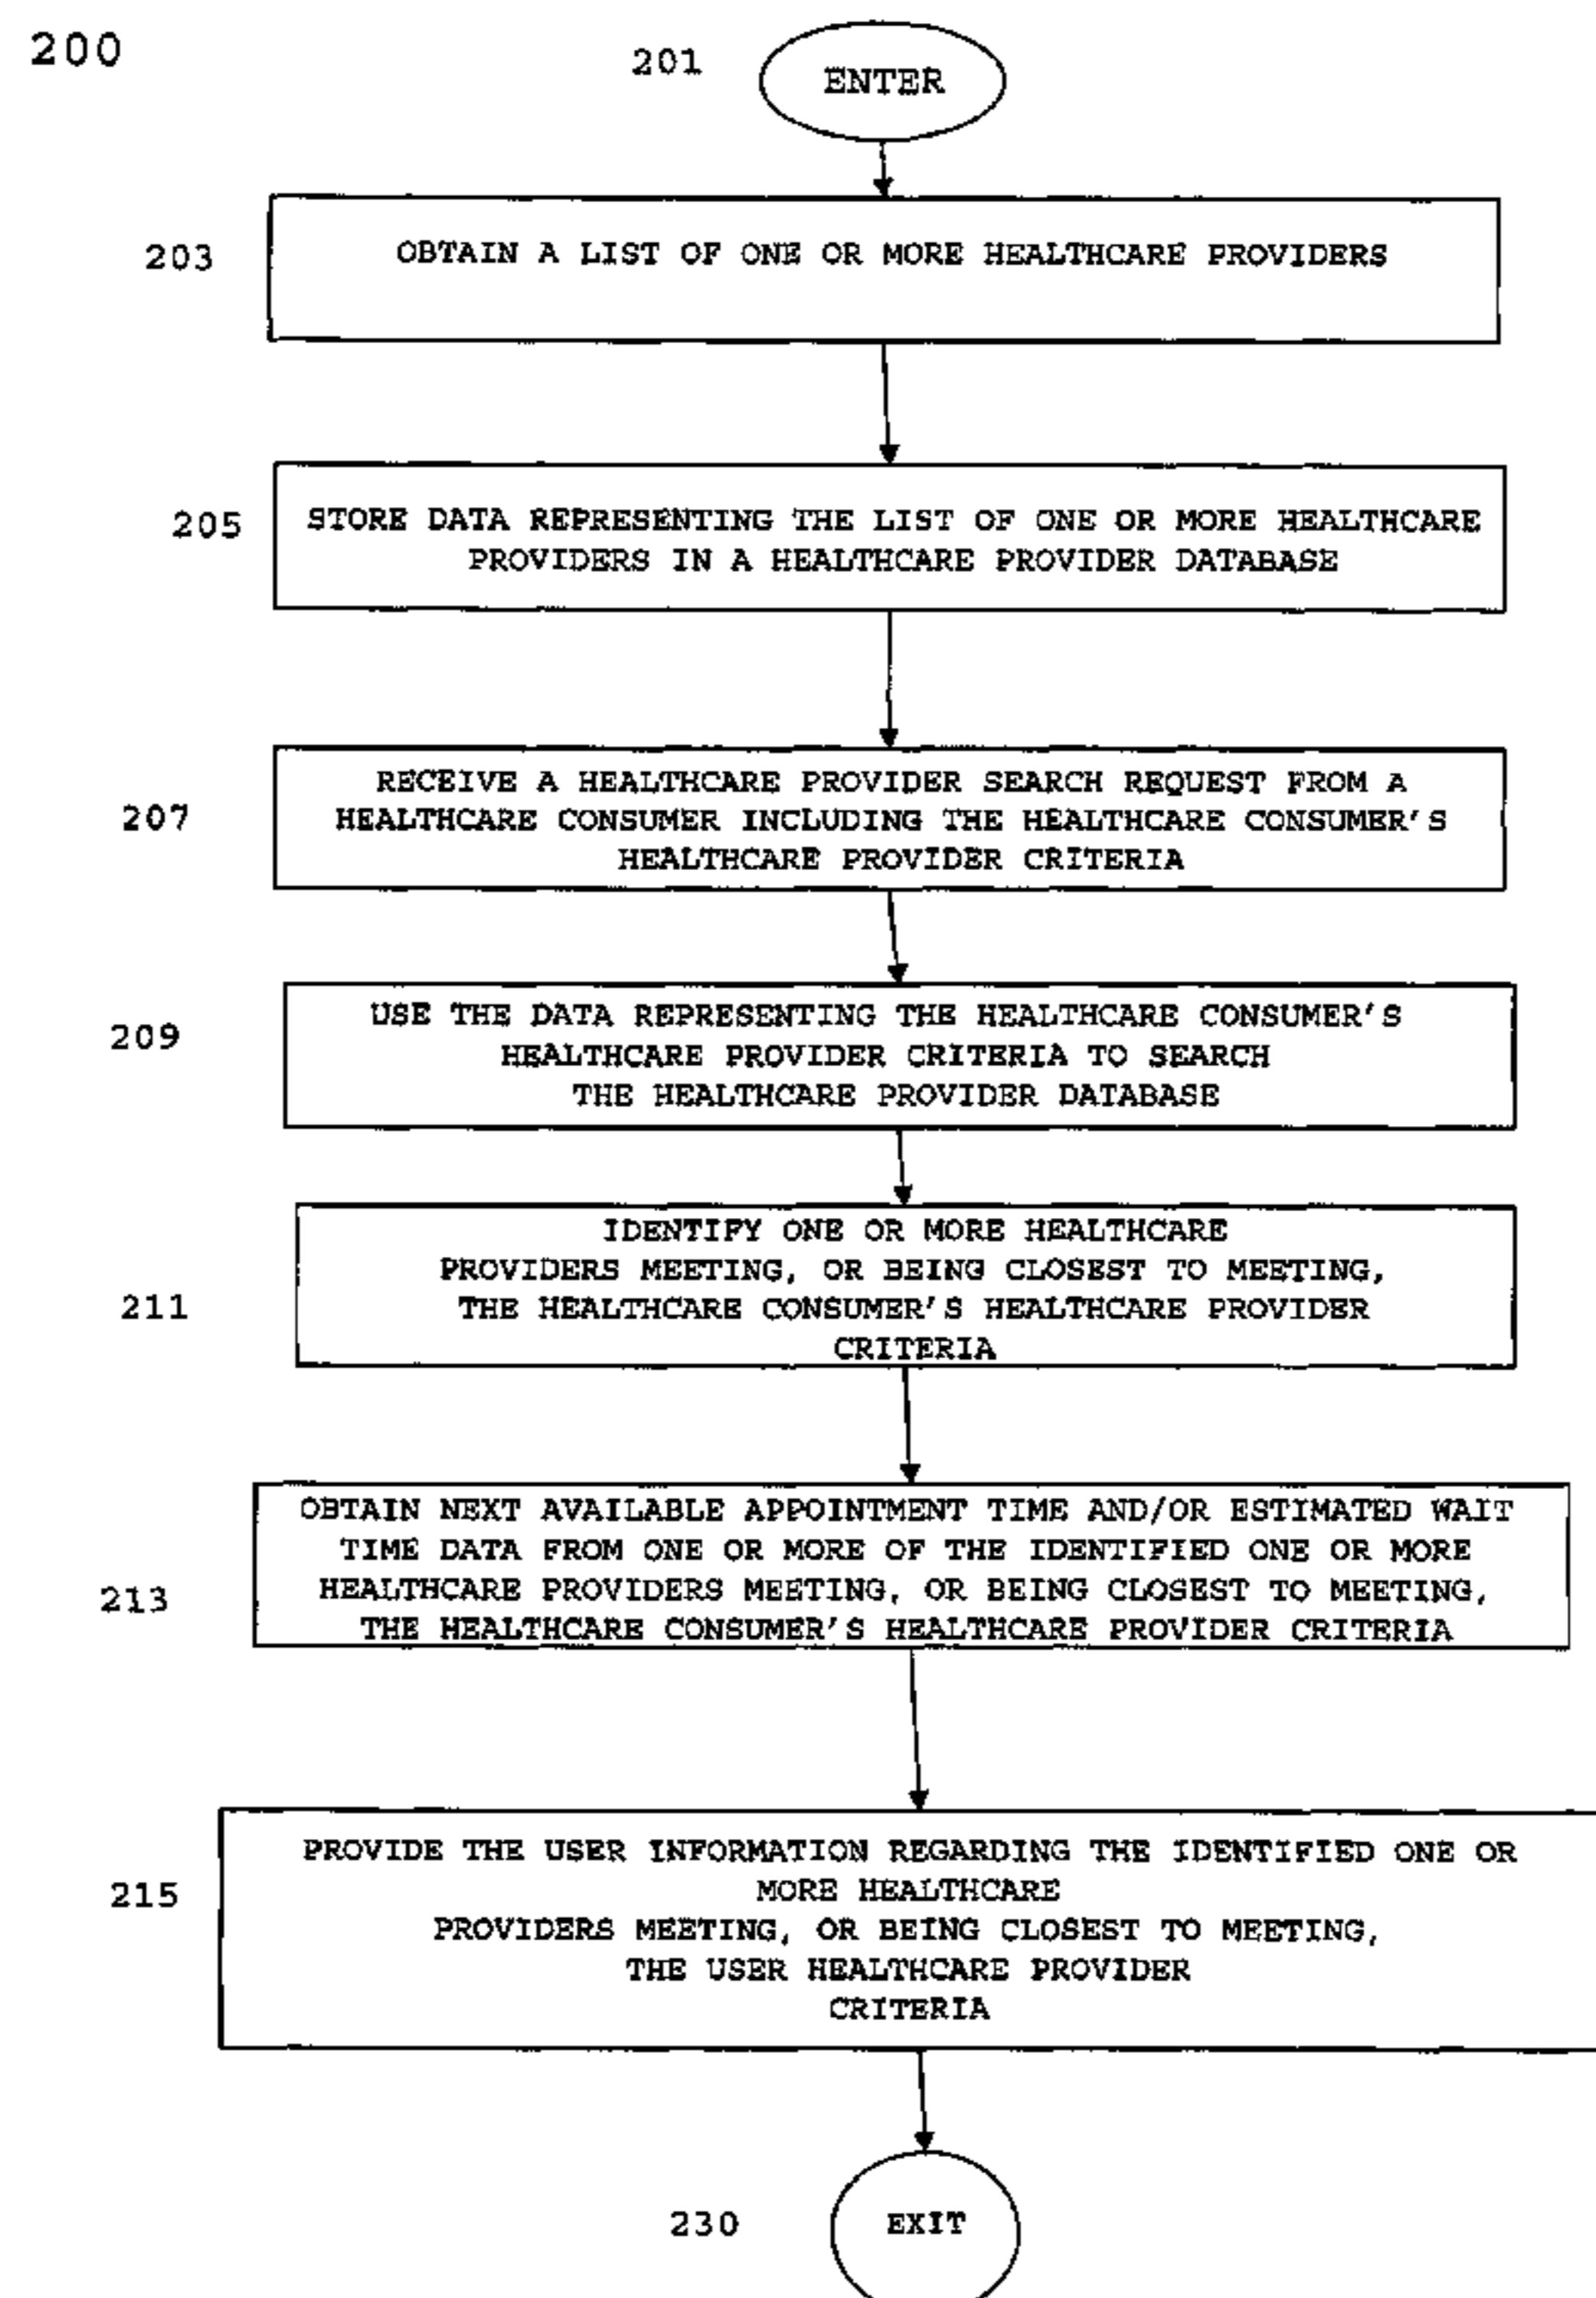 200
201
ENTER
203
OBTAIN A LIST OF ONE OR MORE HEALTHCARE PROVIDERS
205
STORE DATA REPRESENTING THE LIST OF ONE OR MORE HEALTHCARE
PROVIDERS IN A HEALTHCARE PROVIDER DATABASE
207
RECEIVE A HEALTHCARE PROVIDER SEARCH REQUEST FROM A
HEALTHCARE CONSUMER INCLUDING THE HEALTHCARE CONSUMER'S
HEALTHCARE PROVIDER CRITERIA
209
USE THE DATA REPRESENTING THE HEALTHCARE CONSUMER'S
HEALTHCARE PROVIDER CRITERIA TO SEARCH
THE HEALTHCARE PROVIDER DATABASE
211
IDENTIFY ONE OR MORE HEALTHCARE
PROVIDERS MEETING, OR BEING CLOSEST TO MEETING,
THE HEALTHCARE CONSUMER'S HEALTHCARE PROVIDER
CRITERIA
213
OBTAIN NEXT AVAILABLE APPOINTMENT TIME AND/OR ESTIMATED WAIT
TIME DATA FROM ONE OR MORE OF THE IDENTIFIED ONE OR MORE
HEALTHCARE PROVIDERS MEETING, OR BEING CLOSEST TO MEETING,
THE HEALTHCARE CONSUMER'S HEALTHCARE PROVIDER CRITERIA
215
PROVIDE THE USER INFORMATION REGARDING THE IDENTIFIED ONE OR
MORE HEALTHCARE
PROVIDERS MEETING, OR BEING CLOSEST TO MEETING,
THE USER HEALTHCARE PROVIDER
CRITERIA
230
EXIT